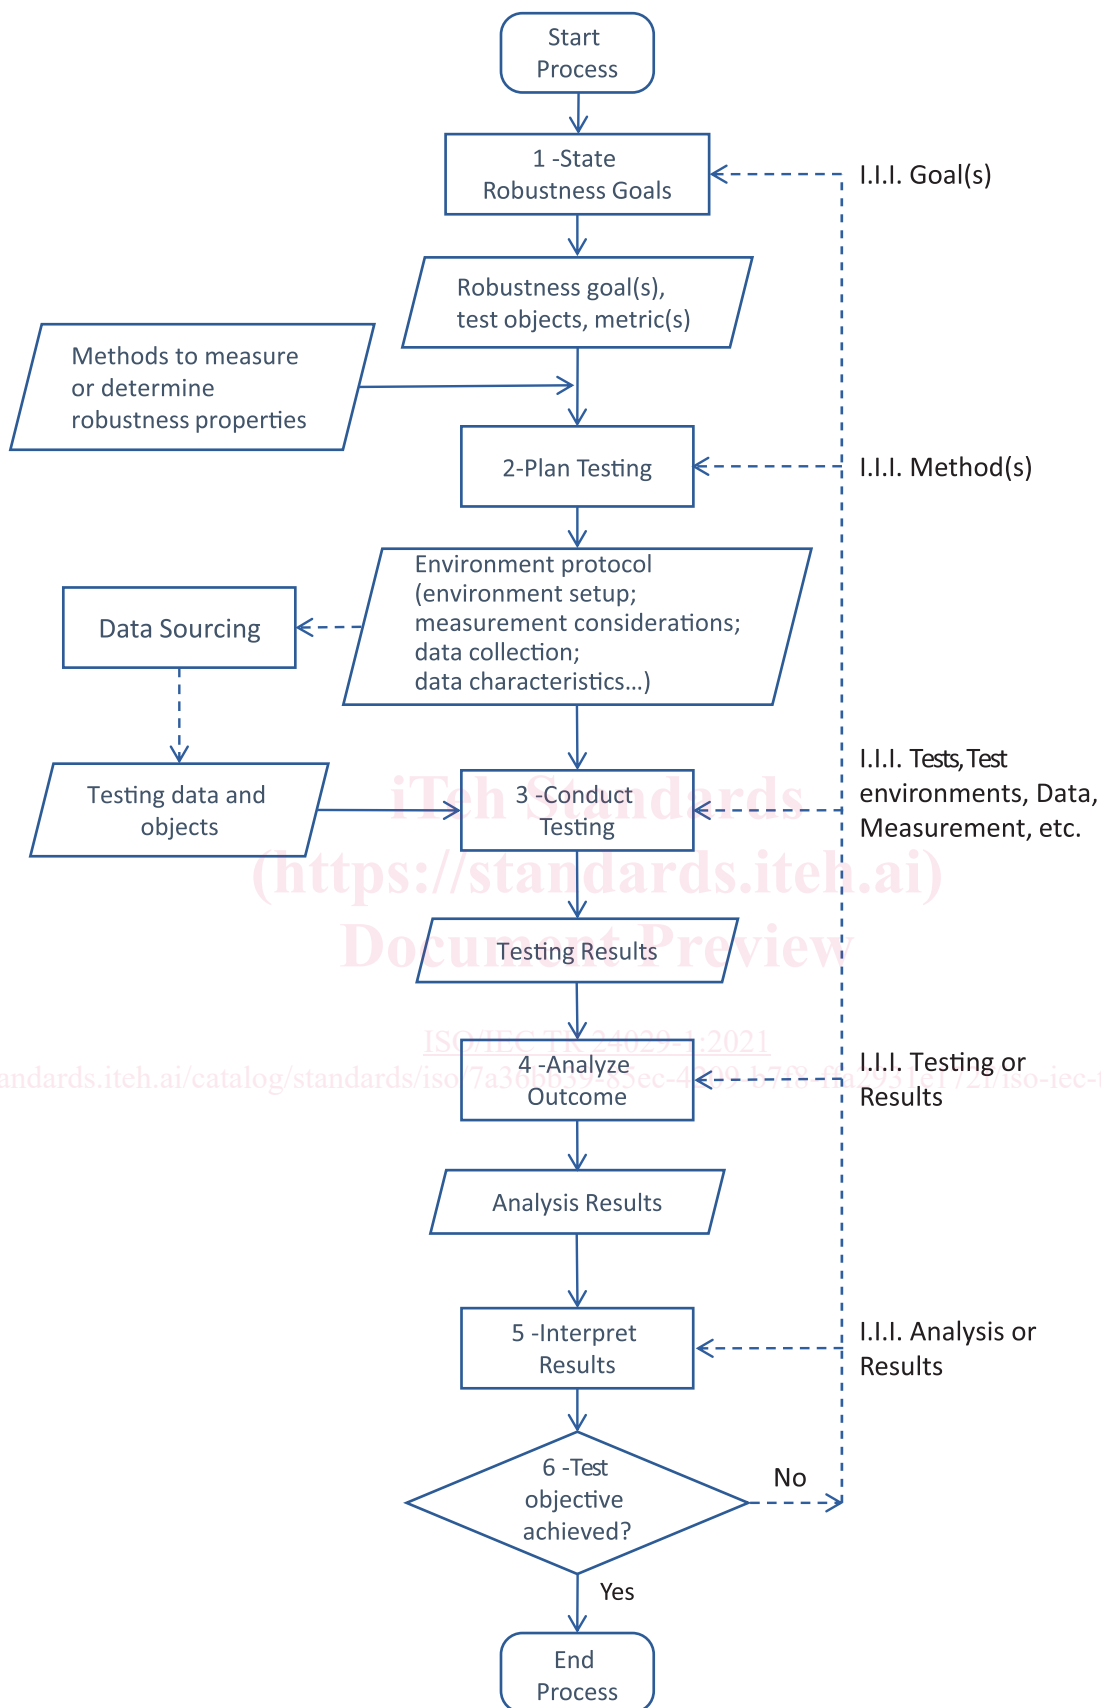 Start
Process
1 -State
Robustness Goals
I.I.I. Goal(s)
Robustness goal(s),
test objects, metric(s)
Methods to measure
or determine
robustness properties
2-Plan Testing
I.I.I. Method(s)
Environment protocol
(environment setup;
measurement considerations;
data collection;
data characteristics...)
Data Sourcing
Testing data and
objects
3 -Conduct
Testing
I.I.I. Tests, Test
environments, Data,
Measurement, etc.
iTeh Standards
(https://standards.iteh.ai)
Document Preview
Testing Results
ISO/IEC TR 24029-1:2021
4 -Analyze
Outcome
I.I.I. Testing or
Results
Analysis Results
5 -Interpret
Results
I.I.I. Analysis or
Results
6 -Test
objective
achieved?
No
Yes
End
Process